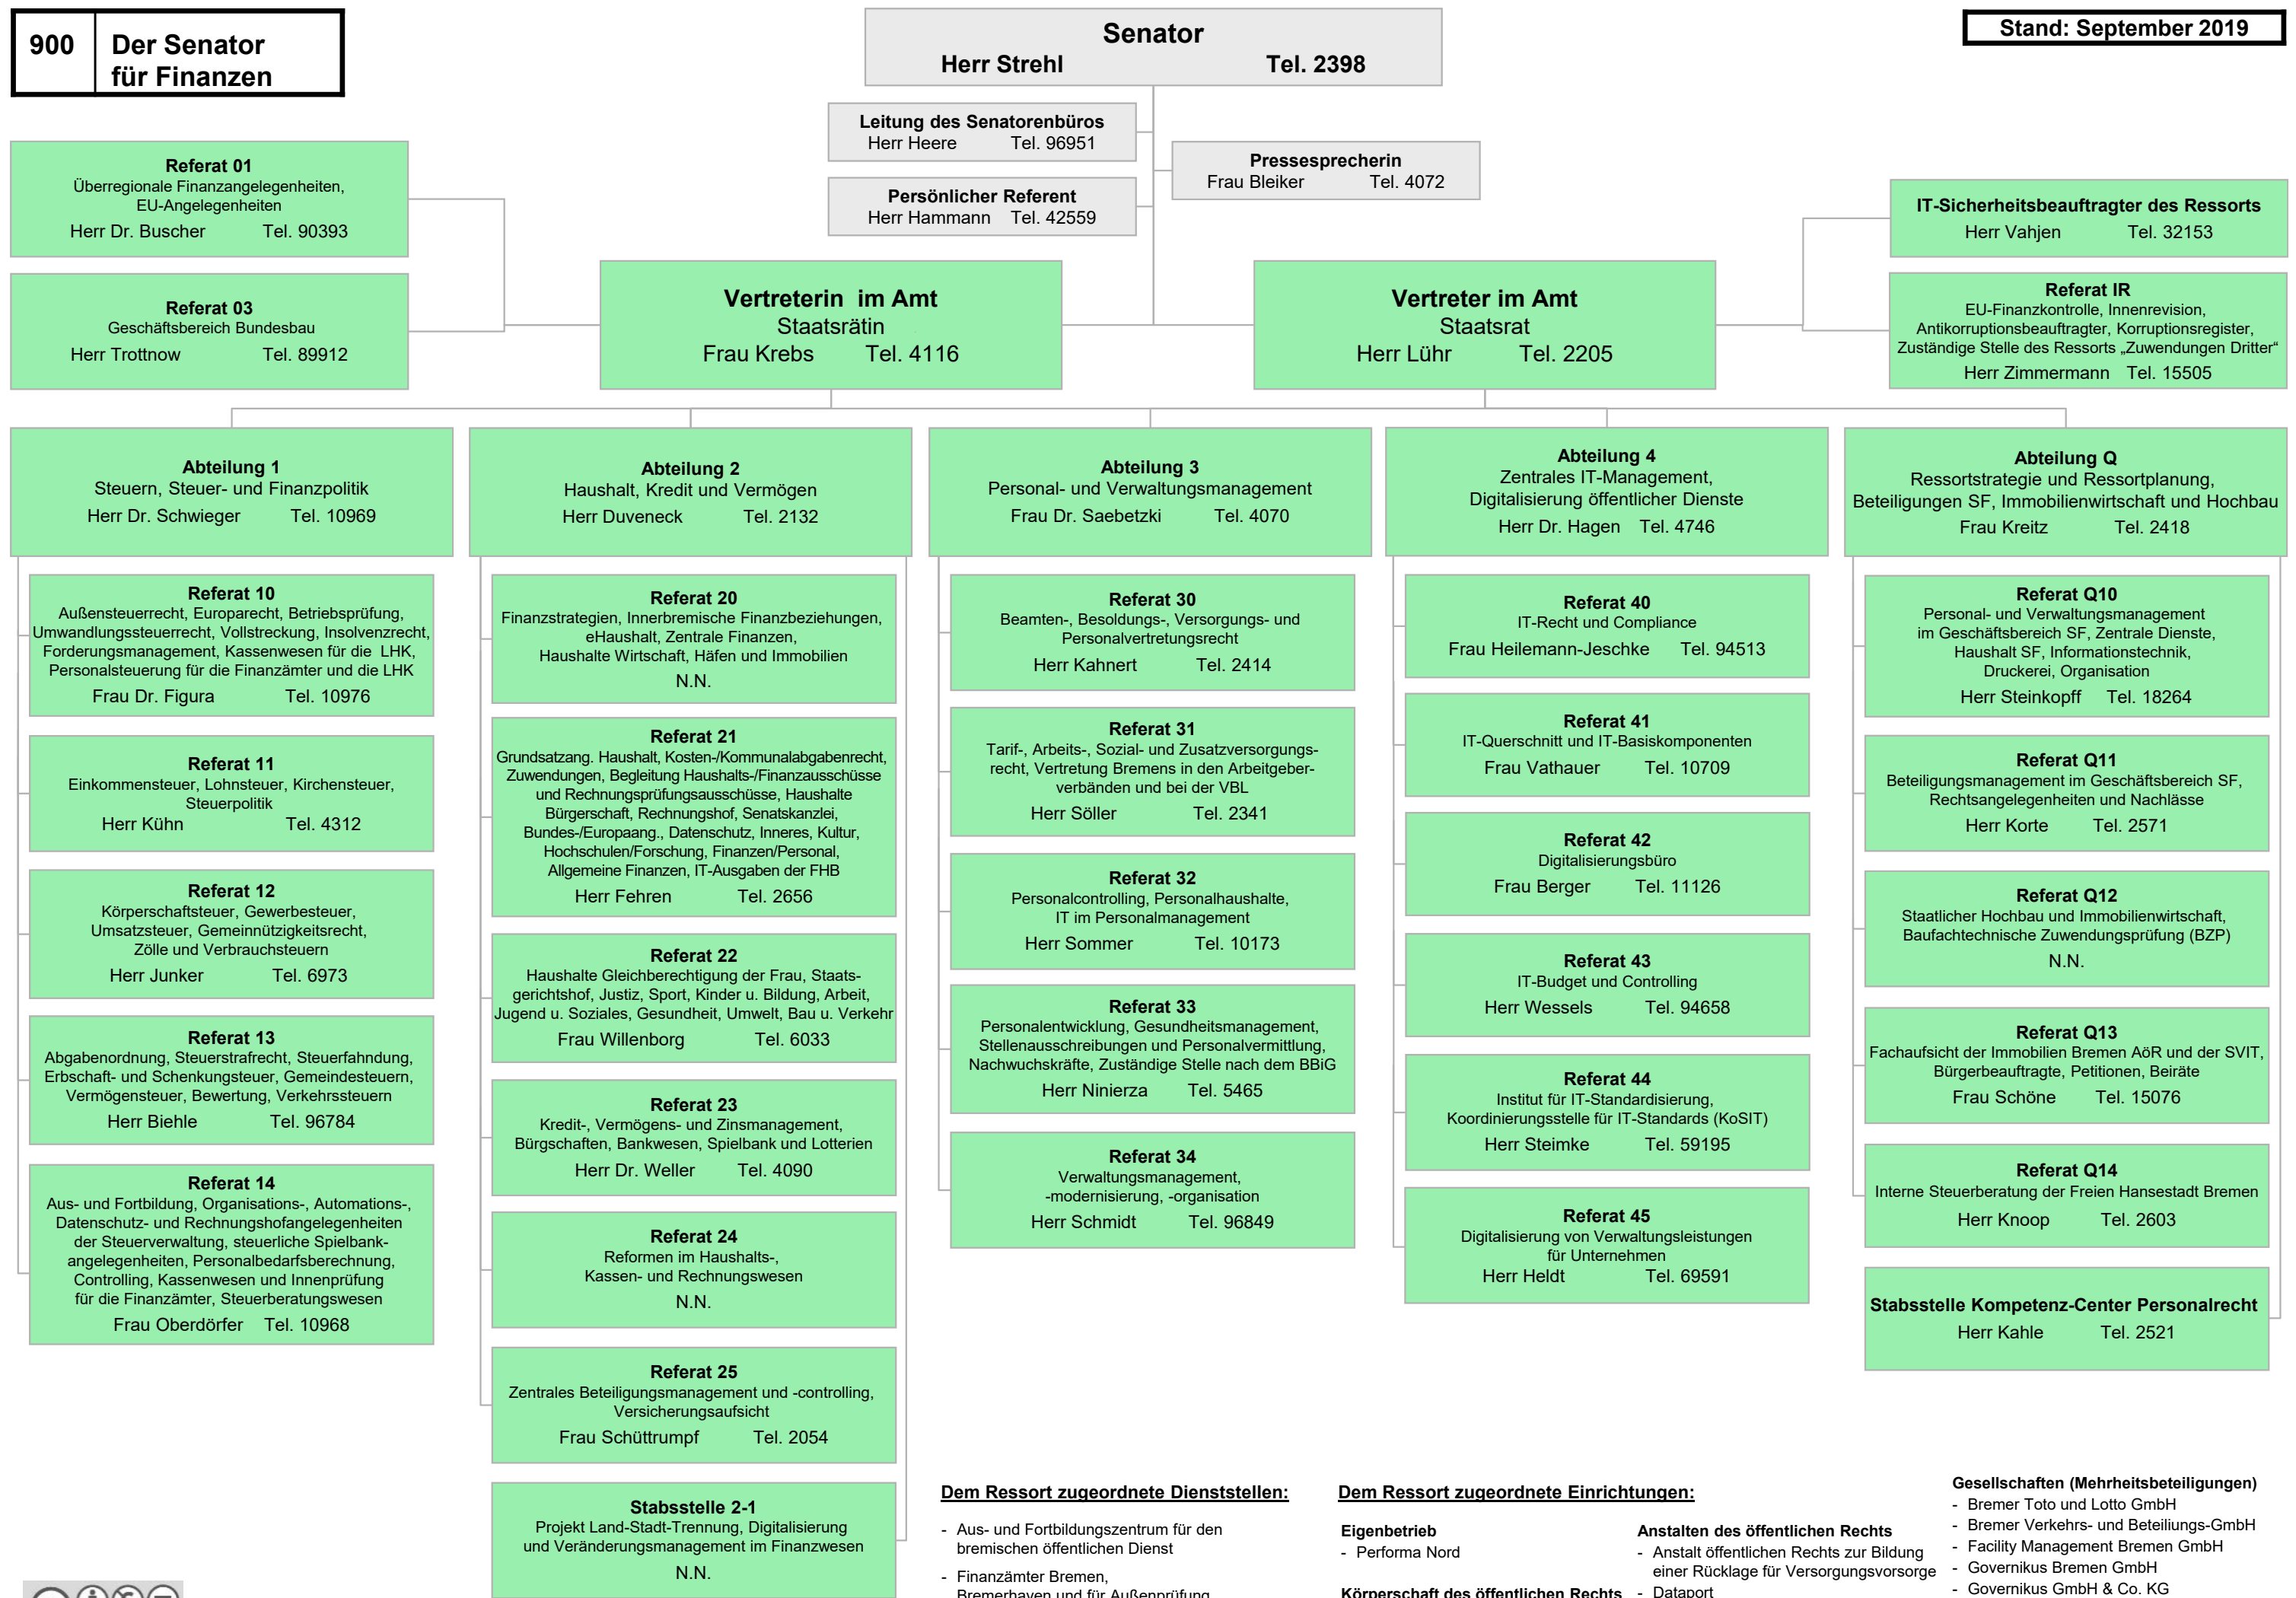 900 Der Senator
für Finanzen
Senator
Herr Strehl Tel. 2398
Stand: September 2019
Leitung des Senatorenbüros
Herr Heere Tel. 96951
Pressesprecherin
Frau Bleiker Tel. 4072
Persönlicher Referent
Herr Hammann Tel. 42559
Referat 01
Überregionale Finanzangelegenheiten,
EU-Angelegenheiten
Herr Dr. Buscher Tel. 90393
Referat 03
Geschäftsbereich Bundesbau
Herr Trottnow Tel. 89912
Vertreterin im Amt
Staatsrätin
Frau Krebs Tel. 4116
Vertreter im Amt
Staatsrat
Herr Lühr Tel. 2205
IT-Sicherheitsbeauftragter des Ressorts
Herr Vahjen Tel. 32153
Referat IR
EU-Finanzkontrolle, Innenrevision,
Antikorruptionsbeauftragter, Korruptionsregister,
Zuständige Stelle des Ressorts „Zuwendungen Dritter“
Herr Zimmermann Tel. 15505
Abteilung 1
Steuern, Steuer- und Finanzpolitik
Herr Dr. Schwieger Tel. 10969
Referat 10
Außensteuerrecht, Europarecht, Betriebsprüfung,
Umwandlungssteuerrecht, Vollstreckung, Insolvenzrecht,
Forderungsmanagement, Kassenwesen für die LHK,
Personalsteuerung für die Finanzämter und die LHK
Frau Dr. Figura Tel. 10976
Referat 11
Einkommensteuer, Lohnsteuer, Kirchensteuer,
Steuerpolitik
Herr Kühn Tel. 4312
Referat 12
Körperschaftsteuer, Gewerbesteuer,
Umsatzsteuer, Gemeinnützigkeitsrecht,
Zölle und Verbrauchsteuern
Herr Junker Tel. 6973
Referat 13
Abgabenordnung, Steuerstrafrecht, Steuerfahndung,
Erbschaft- und Schenkungsteuer, Gemeindesteuern,
Vermögensteuer, Bewertung, Verkehrssteuern
Herr Biehle Tel. 96784
Referat 14
Aus- und Fortbildung, Organisations-, Automations-,
Datenschutz- und Rechnungshofangelegenheiten
der Steuerverwaltung, steuerliche Spielbank-
angelegenheiten, Personalbedarfsberechnung,
Controlling, Kassenwesen und Innenprüfung
für die Finanzämter, Steuerberatungswesen
Frau Oberdörfer Tel. 10968
Abteilung 2
Haushalt, Kredit und Vermögen
Herr Duveneck Tel. 2132
Referat 20
Finanzstrategien, Innerbremische Finanzbeziehungen,
eHaushalt, Zentrale Finanzen,
Haushalte Wirtschaft, Häfen und Immobilien
N.N.
Referat 21
Grundsatzang. Haushalt, Kosten-/Kommunalabgabenrecht,
Zuwendungen, Begleitung Haushalts-/Finanzausschüsse
und Rechnungsprüfungsausschüsse, Haushalte
Bürgerschaft, Rechnungshof, Senatskanzlei,
Bundes-/Europaang., Datenschutz, Inneres, Kultur,
Hochschulen/Forschung, Finanzen/Personal,
Allgemeine Finanzen, IT-Ausgaben der FHB
Herr Fehren Tel. 2656
Referat 22
Haushalte Gleichberechtigung der Frau, Staats-
gerichtshof, Justiz, Sport, Kinder u. Bildung, Arbeit,
Jugend u. Soziales, Gesundheit, Umwelt, Bau u. Verkehr
Frau Willenborg Tel. 6033
Referat 23
Kredit-, Vermögens- und Zinsmanagement,
Bürgschaften, Bankwesen, Spielbank und Lotterien
Herr Dr. Weller Tel. 4090
Referat 24
Reformen im Haushalts-,
Kassen- und Rechnungswesen
N.N.
Referat 25
Zentrales Beteiligungsmanagement und -controlling,
Versicherungsaufsicht
Frau Schüttrumpf Tel. 2054
Stabsstelle 2-1
Projekt Land-Stadt-Trennung, Digitalisierung
und Veränderungsmanagement im Finanzwesen
N.N.
Abteilung 3
Personal- und Verwaltungsmanagement
Frau Dr. Saebetzki Tel. 4070
Referat 30
Beamten-, Besoldungs-, Versorgungs- und
Personalvertretungsrecht
Herr Kahnert Tel. 2414
Referat 31
Tarif-, Arbeits-, Sozial- und Zusatzversorgungs-
recht, Vertretung Bremens in den Arbeitgeber-
verbänden und bei der VBL
Herr Söller Tel. 2341
Referat 32
Personalcontrolling, Personalhaushalte,
IT im Personalmanagement
Herr Sommer Tel. 10173
Referat 33
Personalentwicklung, Gesundheitsmanagement,
Stellenausschreibungen und Personalvermittlung,
Nachwuchskräfte, Zuständige Stelle nach dem BBiG
Herr Ninierza Tel. 5465
Referat 34
Verwaltungsmanagement,
-modernisierung, -organisation
Herr Schmidt Tel. 96849
Abteilung 4
Zentrales IT-Management,
Digitalisierung öffentlicher Dienste
Herr Dr. Hagen Tel. 4746
Referat 40
IT-Recht und Compliance
Frau Heilemann-Jeschke Tel. 94513
Referat 41
IT-Querschnitt und IT-Basiskomponenten
Frau Vathauer Tel. 10709
Referat 42
Digitalisierungsbüro
Frau Berger Tel. 11126
Referat 43
IT-Budget und Controlling
Herr Wessels Tel. 94658
Referat 44
Institut für IT-Standardisierung,
Koordinierungsstelle für IT-Standards (KoSIT)
Herr Steimke Tel. 59195
Referat 45
Digitalisierung von Verwaltungsleistungen
für Unternehmen
Herr Heldt Tel. 69591
Abteilung Q
Ressortstrategie und Ressortplanung,
Beteiligungen SF, Immobilienwirtschaft und Hochbau
Frau Kreitz Tel. 2418
Referat Q10
Personal- und Verwaltungsmanagement
im Geschäftsbereich SF, Zentrale Dienste,
Haushalt SF, Informationstechnik,
Druckerei, Organisation
Herr Steinkopff Tel. 18264
Referat Q11
Beteiligungsmanagement im Geschäftsbereich SF,
Rechtsangelegenheiten und Nachlässe
Herr Korte Tel. 2571
Referat Q12
Staatlicher Hochbau und Immobilienwirtschaft,
Baufachtechnische Zuwendungsprüfung (BZP)
N.N.
Referat Q13
Fachaufsicht der Immobilien Bremen AöR und der SVIT,
Bürgerbeauftragte, Petitionen, Beiräte
Frau Schöne Tel. 15076
Referat Q14
Interne Steuerberatung der Freien Hansestadt Bremen
Herr Knoop Tel. 2603
Stabsstelle Kompetenz-Center Personalrecht
Herr Kahle Tel. 2521
Dem Ressort zugeordnete Dienststellen:
- Aus- und Fortbildungszentrum für den
bremischen öffentlichen Dienst
- Finanzämter Bremen,
Bremerhaven und für Außenprüfung
Dem Ressort zugeordnete Einrichtungen:
Eigenbetrieb
- Performa Nord
Körperschaft des öffentlichen Rechts
Anstalten des öffentlichen Rechts
- Anstalt öffentlichen Rechts zur Bildung
einer Rücklage für Versorgungsvorsorge
- Dataport
Gesellschaften (Mehrheitsbeteiligungen)
- Bremer Toto und Lotto GmbH
- Bremer Verkehrs- und Beteiliungs-GmbH
- Facility Management Bremen GmbH
- Governikus Bremen GmbH
- Governikus GmbH & Co. KG